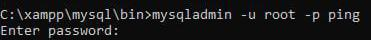 C:\xampp\mysql\bin>mysqladmin -u root -p ping
Enter password: